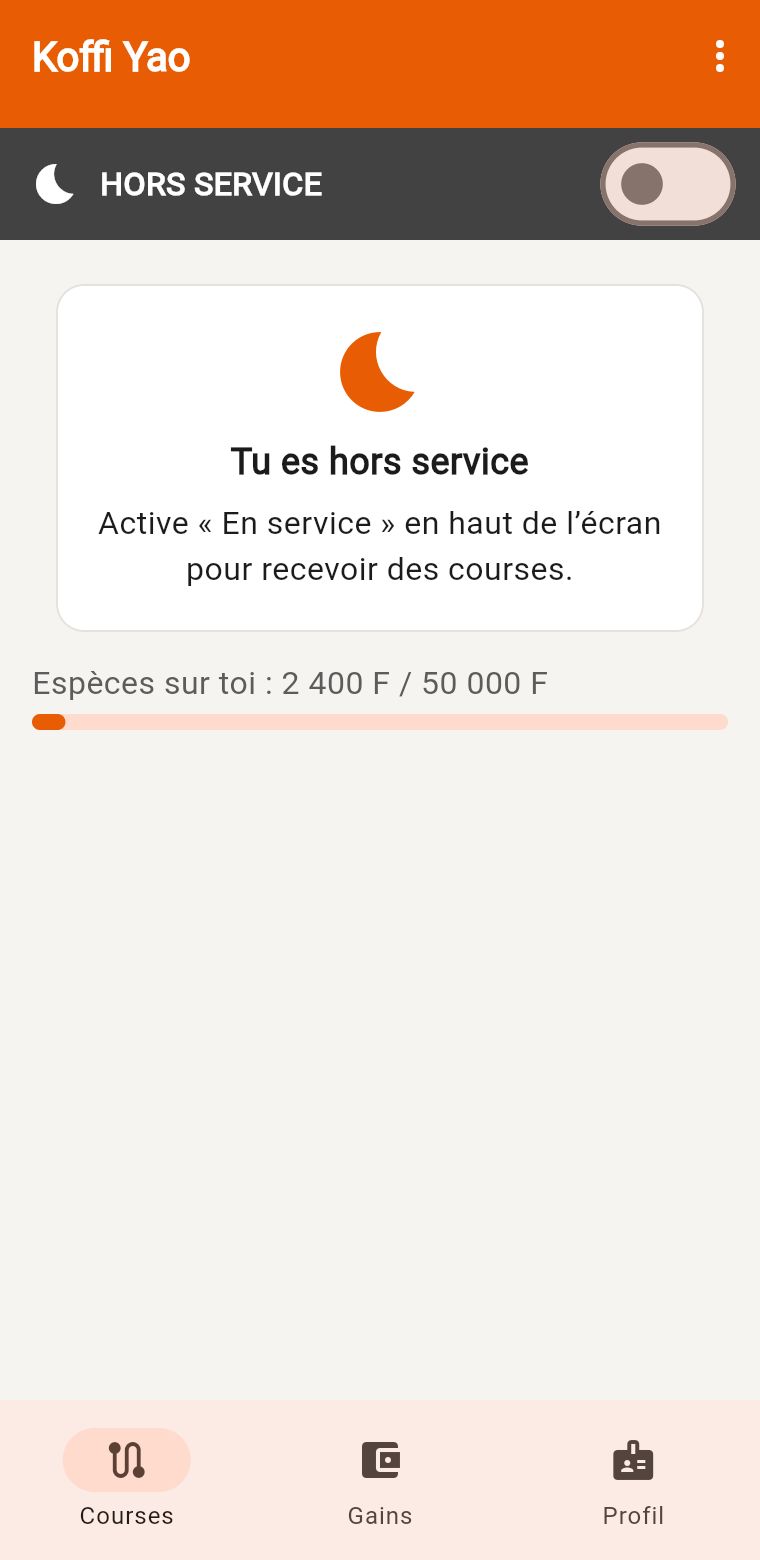 Koffi Yao
HORS SERVICE
Tu es hors service
Active « En service » en haut de l’écran
pour recevoir des courses.
Espèces sur toi : 2 400 F / 50 000 F
Courses
Gains
Profil